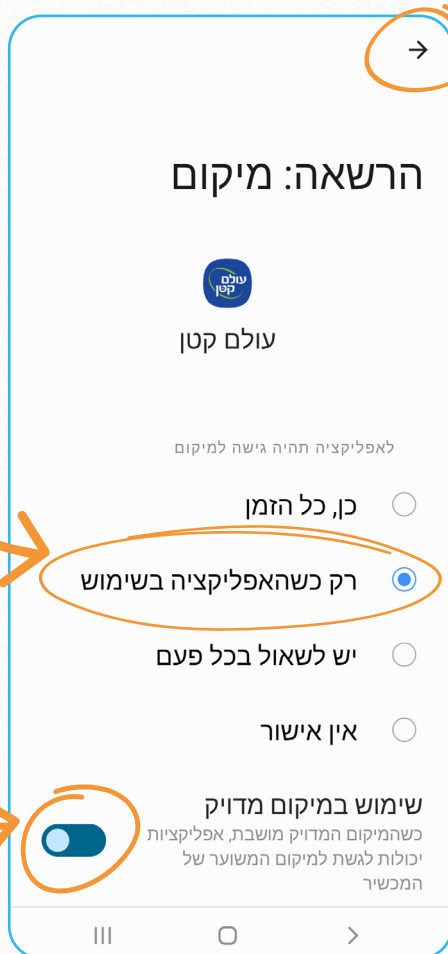 הרשאה: מיקום
עולם
קטן
עולם קטן
לאפליקציה תהיה גישה למיקום
כן, כל הזמן
רק כשהאפליקציה בשימוש
יש לשאול בכל פעם
אין אישור
שימוש במיקום מדויק
כשהמיקום המדויק מושבת, אפליקציות
יכולות לגשת למיקום המשוער של
המכשיר